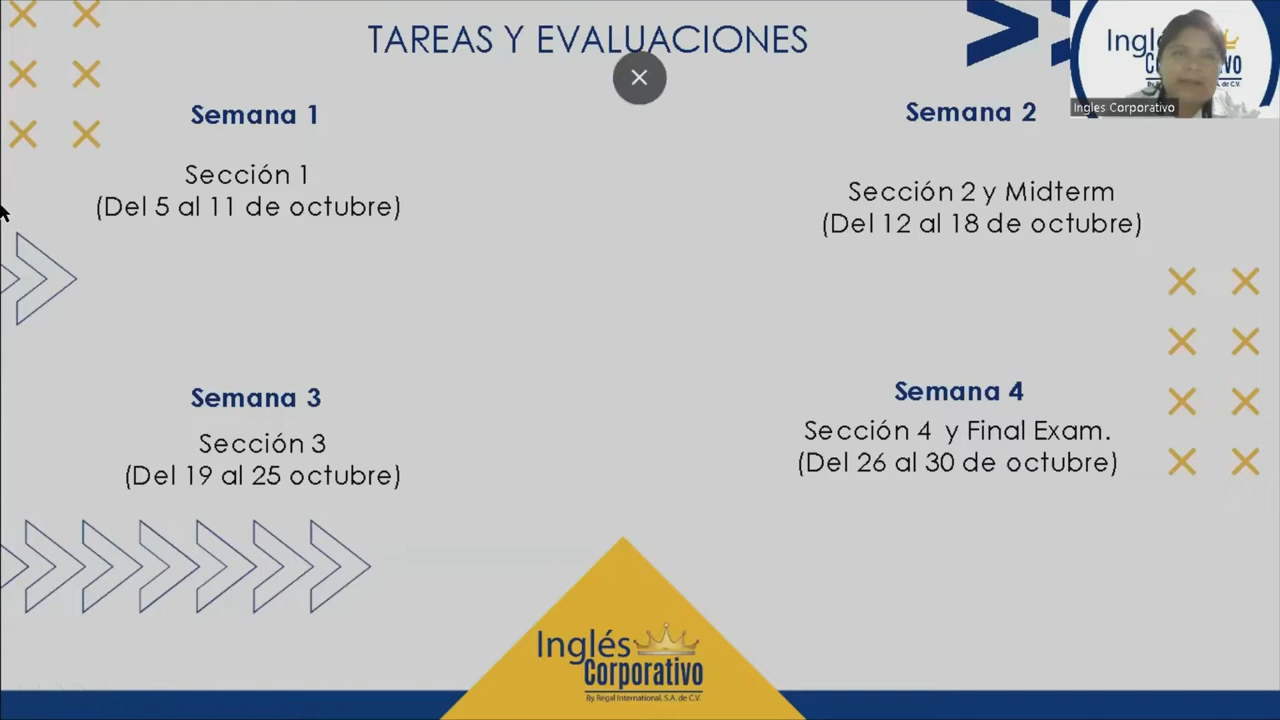 TAREAS Y EVALUACIONES
Semana 1
Sección 1
(Del 5 al 11 de octubre)
Semana 2
Sección 2 y Midterm
(Del 12 al 18 de octubre)
Semana 3
Sección 3
(Del 19 al 25 octubre)
Semana 4
Sección 4 y Final Exam.
(Del 26 al 30 de octubre)
Inglés
Corporativo
By Regal International, S.A. de C.V.
Ingles Corporativo